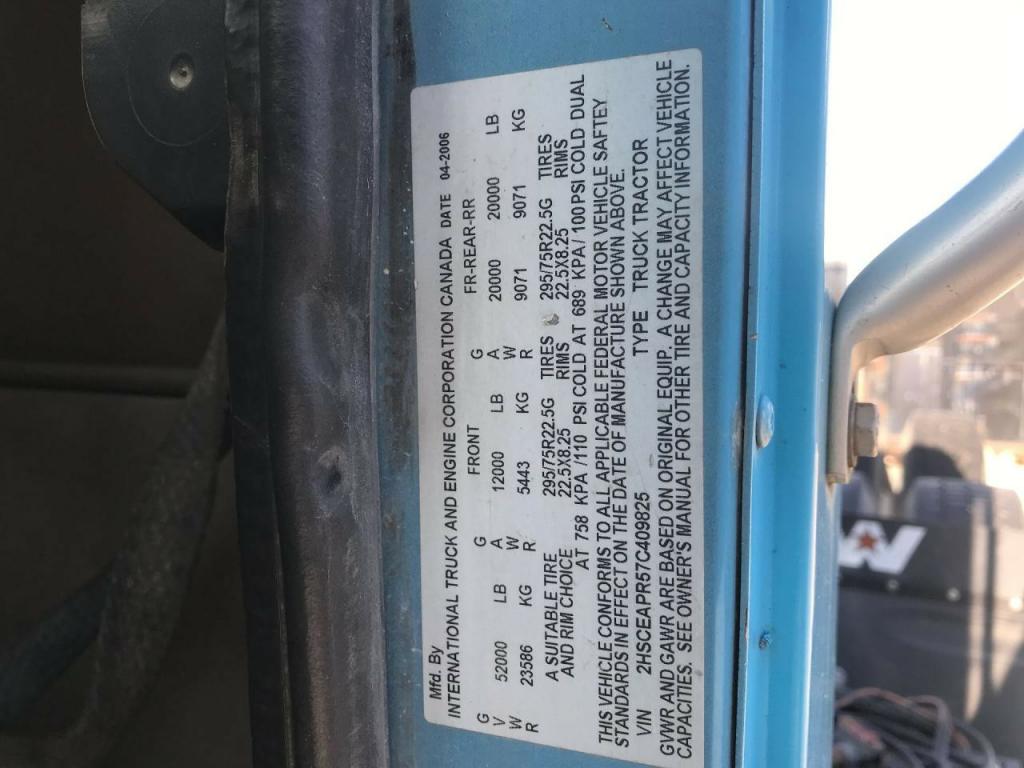 Mfd. By
INTERNATIONAL TRUCK AND ENGINE CORPORATION CANADA DATE 04-2006
G FRONT G FR-REAR-RR
V 52000 LB A 12000 LB A 20000 20000 LB
W 23586 KG W 5443 KG W 9071 9071 KG
R R R
A SUITABLE TIRE 295/75R22.5G TIRES 295/75R22.5G TIRES
AND RIM CHOICE 22.5X8.25 RIMS 22.5X8.25 RIMS
AT 758 KPA /110 PSI COLD AT 689 KPA/ 100PSI COLD DUAL
THIS VEHICLE CONFORMS TO ALL APPLICABLE FEDERAL MOTOR VEHICLE SAFTEY
STANDARDS IN EFFECT ON THE DATE OF MANUFACTURE SHOWN ABOVE.
VIN 2HSCEAPR57C409825 TYPE TRUCK TRACTOR
GVWR AND GAWR ARE BASED ON ORIGINAL EQUIP. A CHANGE MAY AFFECT VEHICLE
CAPACITIES. SEE OWNER'S MANUAL FOR OTHER TIRE AND CAPACITY INFORMATION.
W